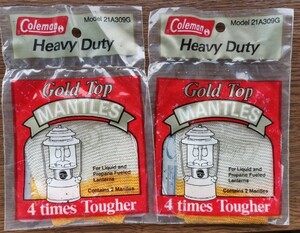 Coleman
Model 21A309G
Heavy Duty
Gold Top
MANTLES
For Liquid and
Propane Fueled
Lanterns
Contains 2 Mantles
4 times Tougher
Coleman
Model 21A309G
Heavy Duty
Gold Top
MANTLES
For Liquid and
Propane Fueled
Lanterns
Contains 2 Mantles
4 times Tougher